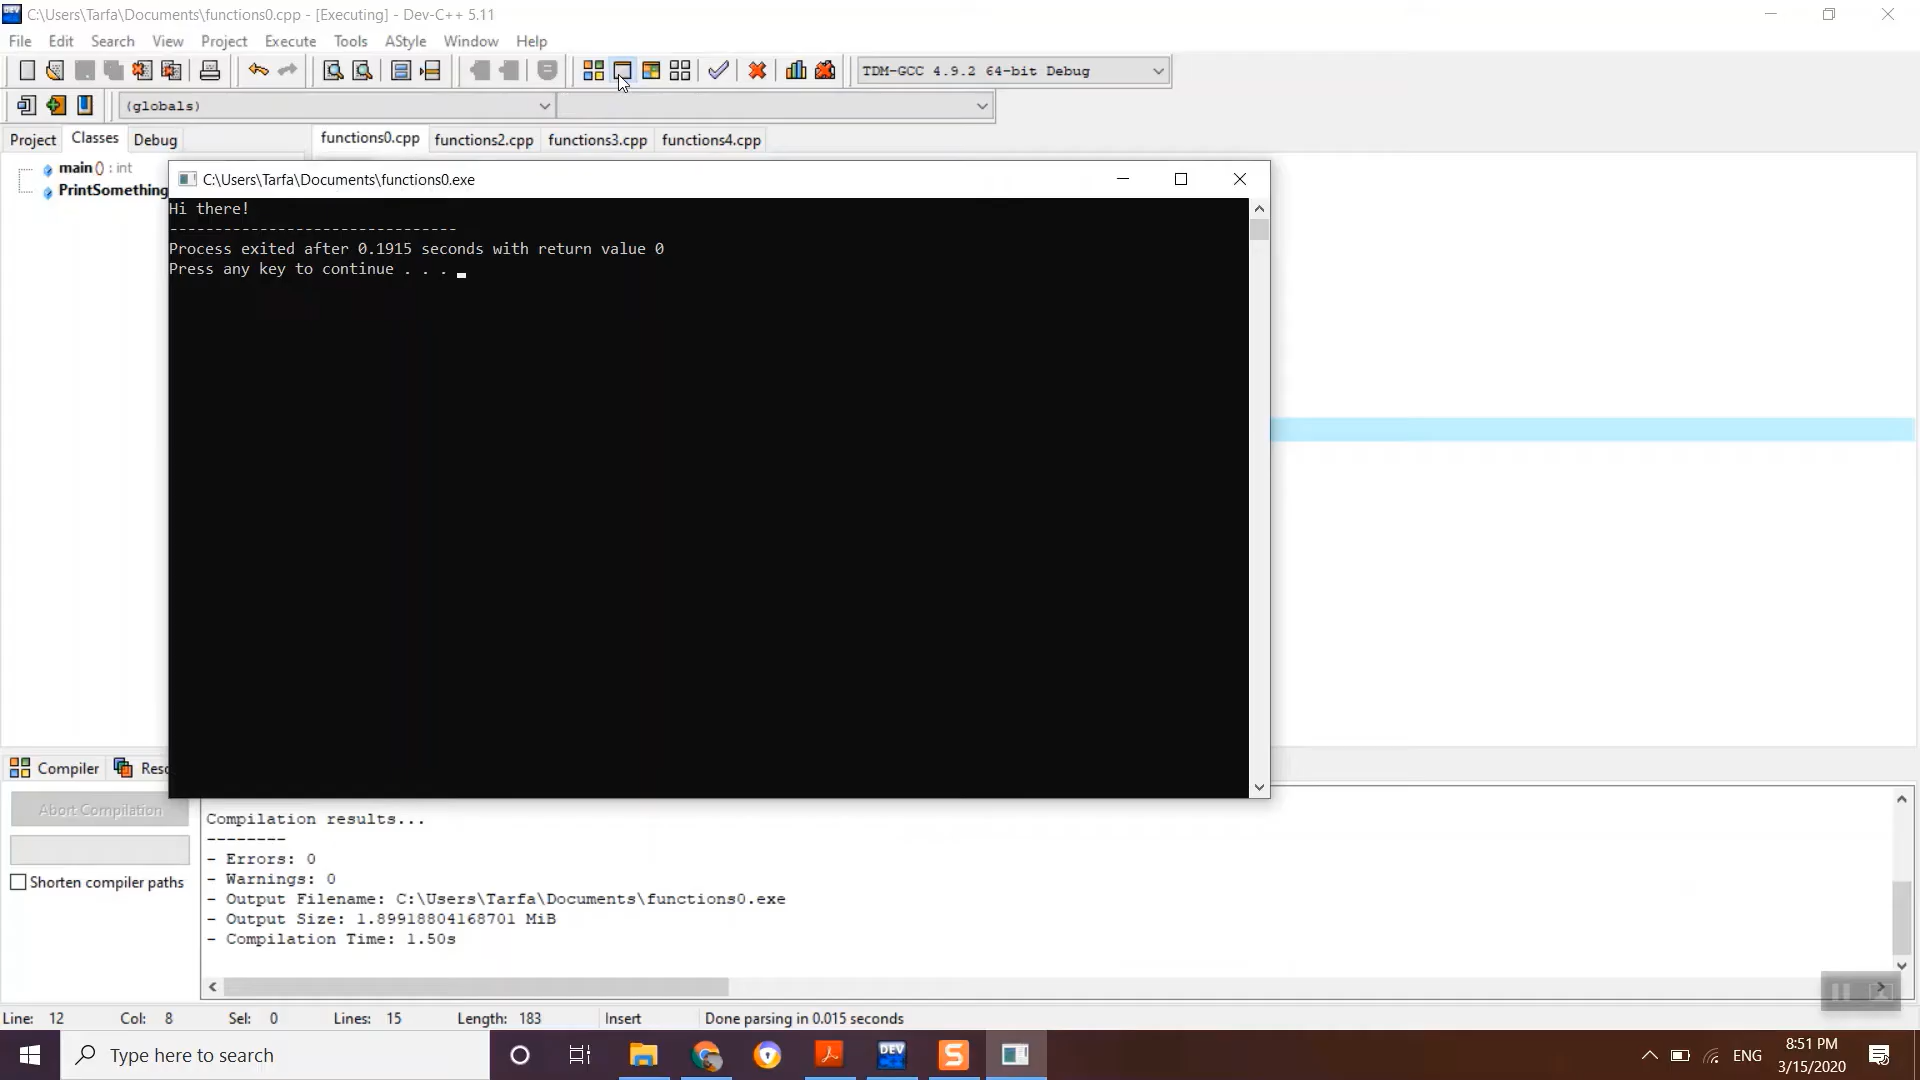 C:\Users\Tarfa\Documents\functions0.cpp - [Executing] - Dev-C++ 5.11
File Edit Search View Project Execute Tools AStyle Window Help
TDM-GCC 4.9.2 64-bit Debug
(globals)
Project Classes Debug functions0.cpp functions2.cpp functions3.cpp functions4.cpp
main () : int
PrintSomething
C:\Users\Tarfa\Documents\functions0.exe
Hi there!
--------------------------------
Process exited after 0.1915 seconds with return value 0
Press any key to continue . . .
Compiler
Abort Compilation
Shorten compiler paths
Compilation results...
--------
- Errors: 0
- Warnings: 0
- Output Filename: C:\Users\Tarfa\Documents\functions0.exe
- Output Size: 1.89918804168701 MiB
- Compilation Time: 1.50s
Line: 12 Col: 8 Sel: 0 Lines: 15 Length: 183 Insert Done parsing in 0.015 seconds
Type here to search
DEV
S
ENG
8:51 PM
3/15/2020